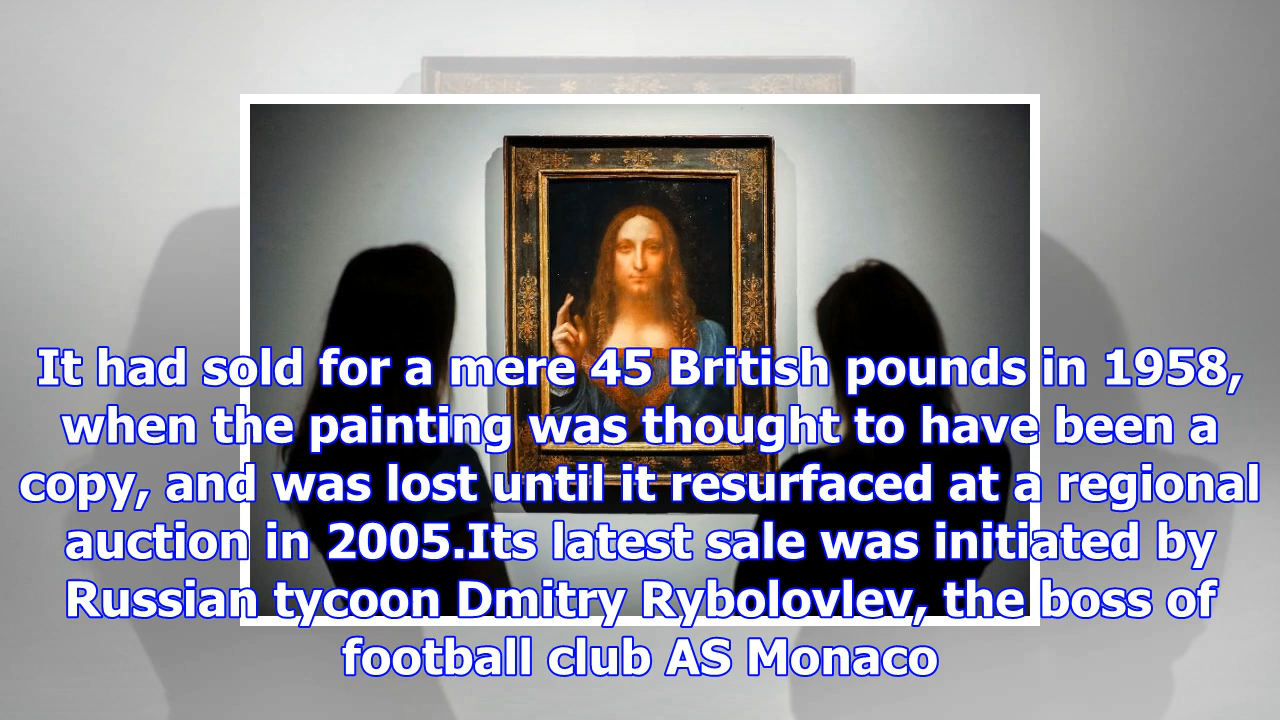 It had sold for a mere 45 British pounds in 1958,
when the painting was thought to have been a
copy, and was lost until it resurfaced at a regional
auction in 2005.Its latest sale was initiated by
Russian tycoon Dmitry Rybolovlev, the boss of
football club AS Monaco